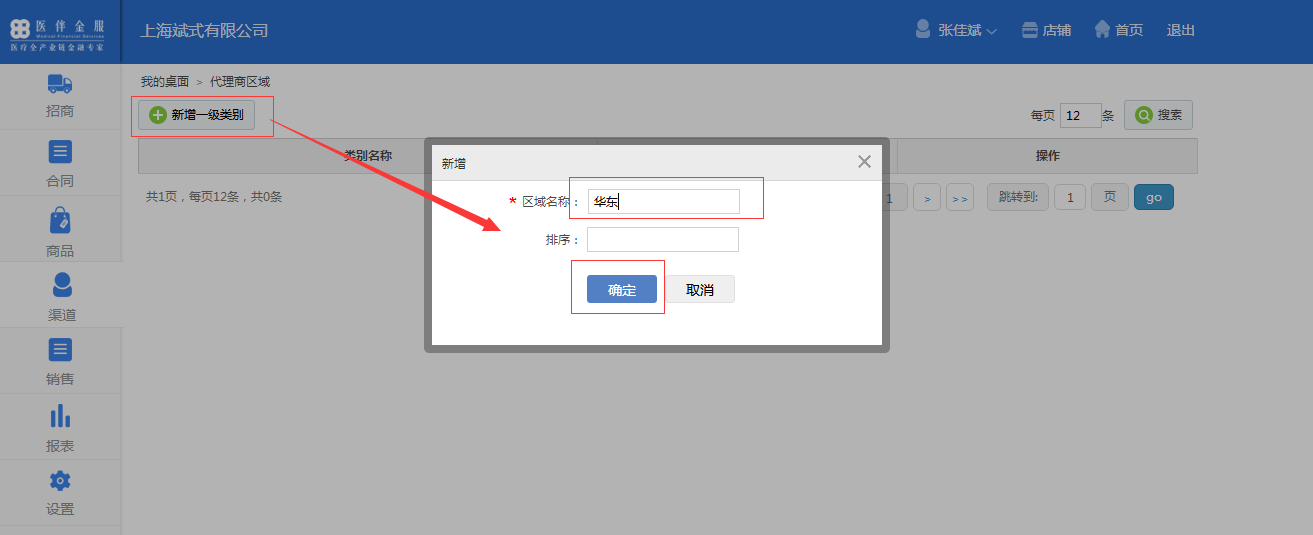 医伴金服
Medical Financial Services
医疗全产业链金融专家
上海斌式有限公司
张佳斌
店铺
首页
退出
招商
合同
商品
渠道
销售
报表
设置
我的桌面 > 代理商区域
新增一级类别
每页 12 条
搜素
类别名称
操作
共1页，每页12条，共0条
1 > >> 跳转到: 1 页 go
新增
* 区域名称： 华东
排序：
确定 取消